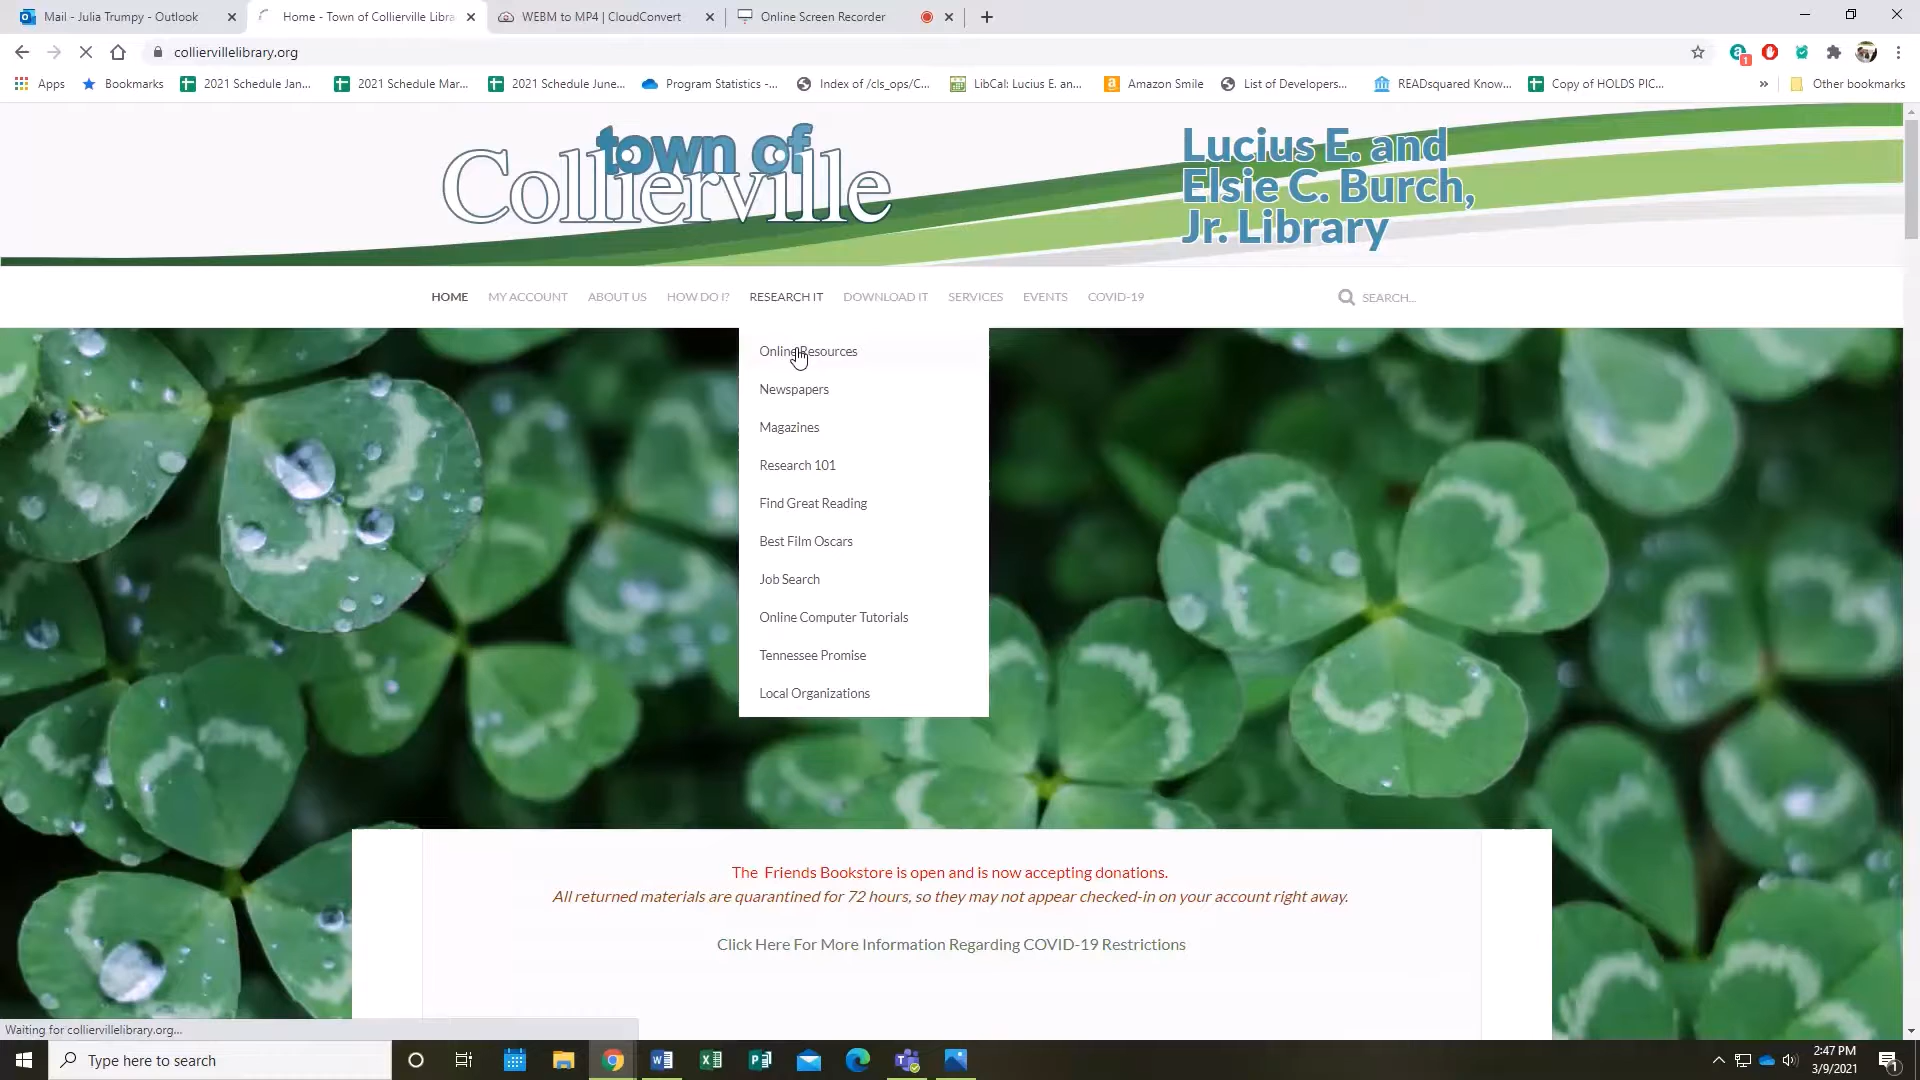 Mail - Julia Trumpy - Outlook
Home - Town of Collierville Libra
WEBM to MP4 | CloudConvert
Online Screen Recorder
colliervillelibrary.org
1
Apps
Bookmarks
2021 Schedule Jan...
2021 Schedule Mar...
2021 Schedule June...
Program Statistics -...
Index of /cls_ops/C...
LibCal: Lucius E. an...
Amazon Smile
List of Developers...
READsquared Know...
Copy of HOLDS PIC...
»
Other bookmarks
town of
Collierville
Lucius E. and
Elsie C. Burch,
Jr. Library
HOME
MY ACCOUNT
ABOUT US
HOW DO I?
RESEARCH IT
DOWNLOAD IT
SERVICES
EVENTS
COVID-19
SEARCH...
Online Resources
Newspapers
Magazines
Research 101
Find Great Reading
Best Film Oscars
Job Search
Online Computer Tutorials
Tennessee Promise
Local Organizations
The Friends Bookstore is open and is now accepting donations.
All returned materials are quarantined for 72 hours, so they may not appear checked-in on your account right away.
Click Here For More Information Regarding COVID-19 Restrictions
Waiting for colliervillelibrary.org...
Type here to search
2:47 PM
3/9/2021
1